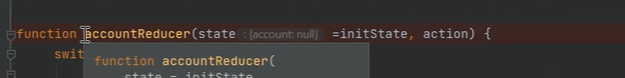 function accountReducer(state : {account: null} =initState, action) {
swit
function accountReducer(
state = initState